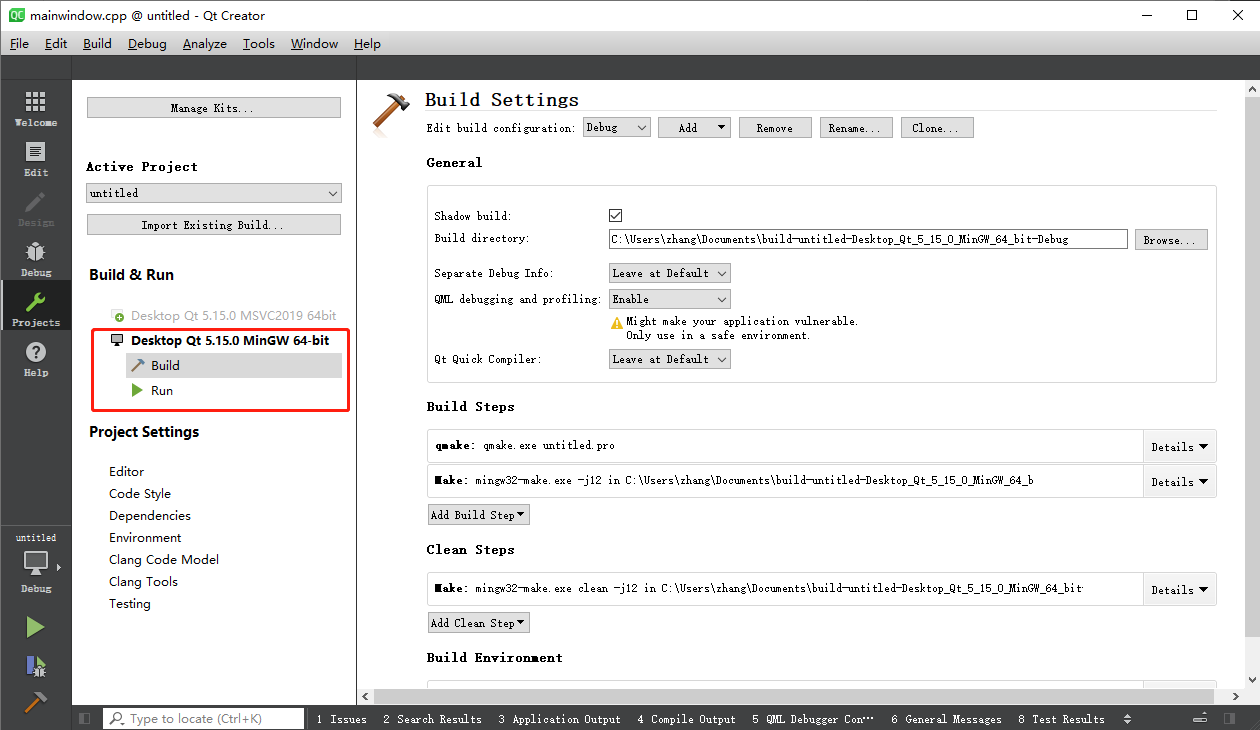 QC mainwindow.cpp @ untitled - Qt Creator
File Edit Build Debug Analyze Tools Window Help
Welcome
Edit
Design
Debug
Projects
Help
untitled
Debug
Manage Kits...
Active Project
untitled
Import Existing Build...
Build & Run
Desktop Qt 5.15.0 MSVC2019 64bit
Desktop Qt 5.15.0 MinGW 64-bit
Build
Run
Project Settings
Editor
Code Style
Dependencies
Environment
Clang Code Model
Clang Tools
Testing
Build Settings
Edit build configuration: Debug Add Remove Rename... Clone...
General
Shadow build:
Build directory: C:\Users\zhang\Documents\build-untitled-Desktop_Qt_5_15_0_MinGW_64_bit-Debug Browse...
Separate Debug Info: Leave at Default
QML debugging and profiling: Enable
Might make your application vulnerable.
Only use in a safe environment.
Qt Quick Compiler: Leave at Default
Build Steps
qmake: qmake.exe untitled.pro Details
Make: mingw32-make.exe -j12 in C:\Users\zhang\Documents\build-untitled-Desktop_Qt_5_15_0_MinGW_64_b Details
Add Build Step
Clean Steps
Make: mingw32-make.exe clean -j12 in C:\Users\zhang\Documents\build-untitled-Desktop_Qt_5_15_0_MinGW_64_bit- Details
Add Clean Step
Build Environment
Type to locate (Ctrl+K) 1 Issues 2 Search Results 3 Application Output 4 Compile Output 5 QML Debugger Con... 6 General Messages 8 Test Results